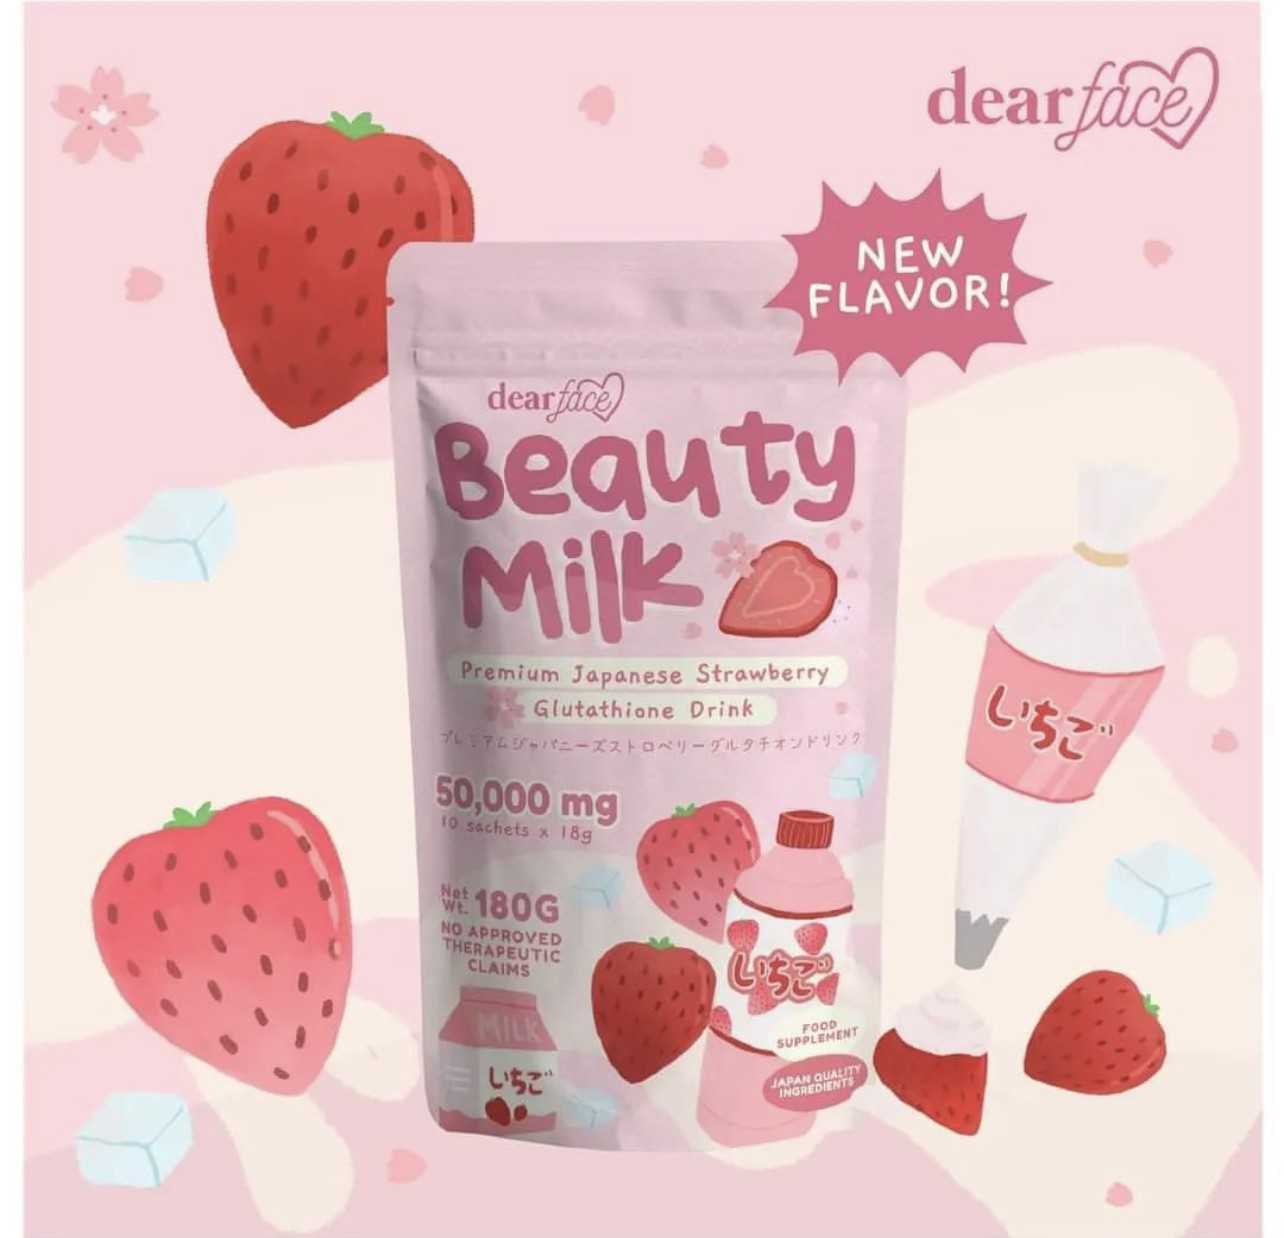 dearface
NEW
FLAVOR!
dearface
Beauty
Milk
Premium Japanese Strawberry
Glutathione Drink
プレミアムジャパニーズストロベリーグルタチオンドリンク
50,000 mg
10 sachets x 18g
Net
Wt. 180G
NO APPROVED
THERAPEUTIC
CLAIMS
MILK
いちご
いちご
FOOD
SUPPLEMENT
JAPAN QUALITY
INGREDIENTS
いちご